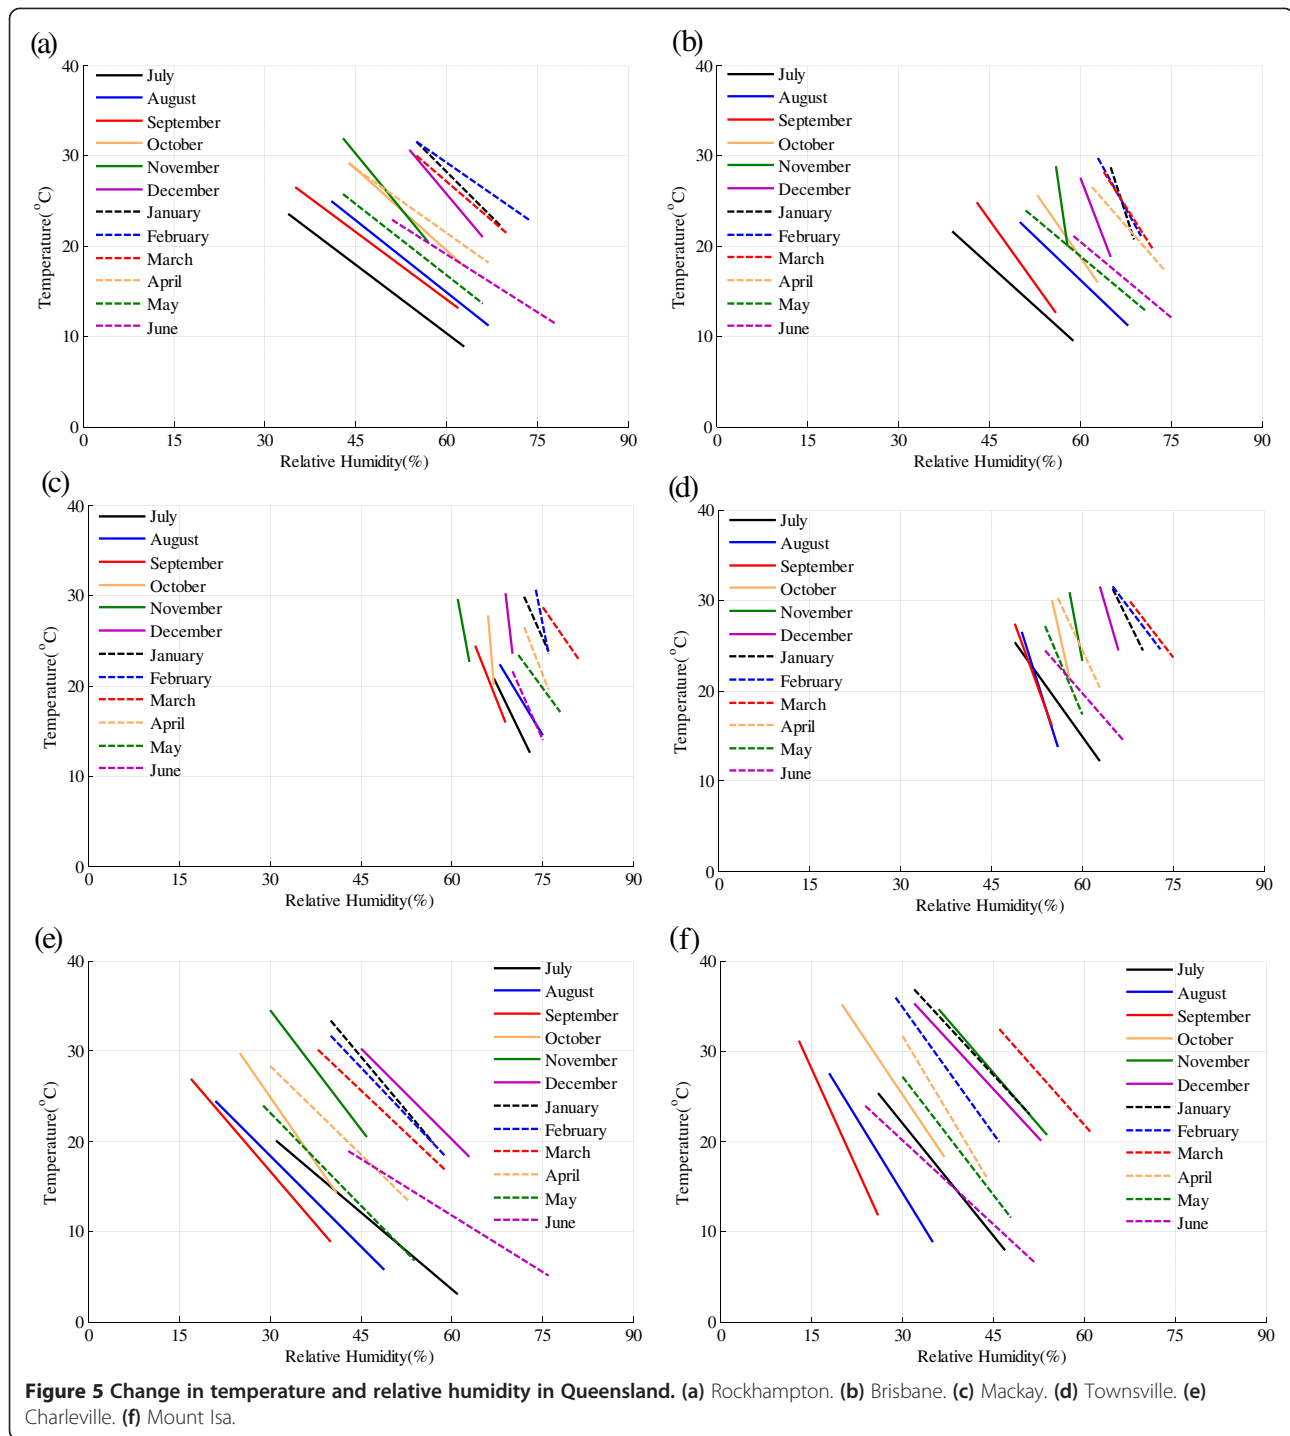 (a)
40
30
20
10
0
Temperature(°C)
July
August
September
October
November
December
January
February
March
April
May
June
0 15 30 45 60 75 90
Relative Humidity(%)
(b)
40
30
20
10
0
Temperature(°C)
July
August
September
October
November
December
January
February
March
April
May
June
0 15 30 45 60 75 90
Relative Humidity(%)
(c)
40
30
20
10
0
Temperature(°C)
July
August
September
October
November
December
January
February
March
April
May
June
0 15 30 45 60 75 90
Relative Humidity(%)
(d)
40
30
20
10
0
Temperature(°C)
July
August
September
October
November
December
January
February
March
April
May
June
0 15 30 45 60 75 90
Relative Humidity(%)
(e)
40
30
20
10
0
Temperature(°C)
July
August
September
October
November
December
January
February
March
April
May
June
0 15 30 45 60 75 90
Relative Humidity(%)
(f)
40
30
20
10
0
Temperature(°C)
July
August
September
October
November
December
January
February
March
April
May
June
0 15 30 45 60 75 90
Relative Humidity(%)
Figure 5 Change in temperature and relative humidity in Queensland. (a) Rockhampton. (b) Brisbane. (c) Mackay. (d) Townsville. (e)
Charleville. (f) Mount Isa.